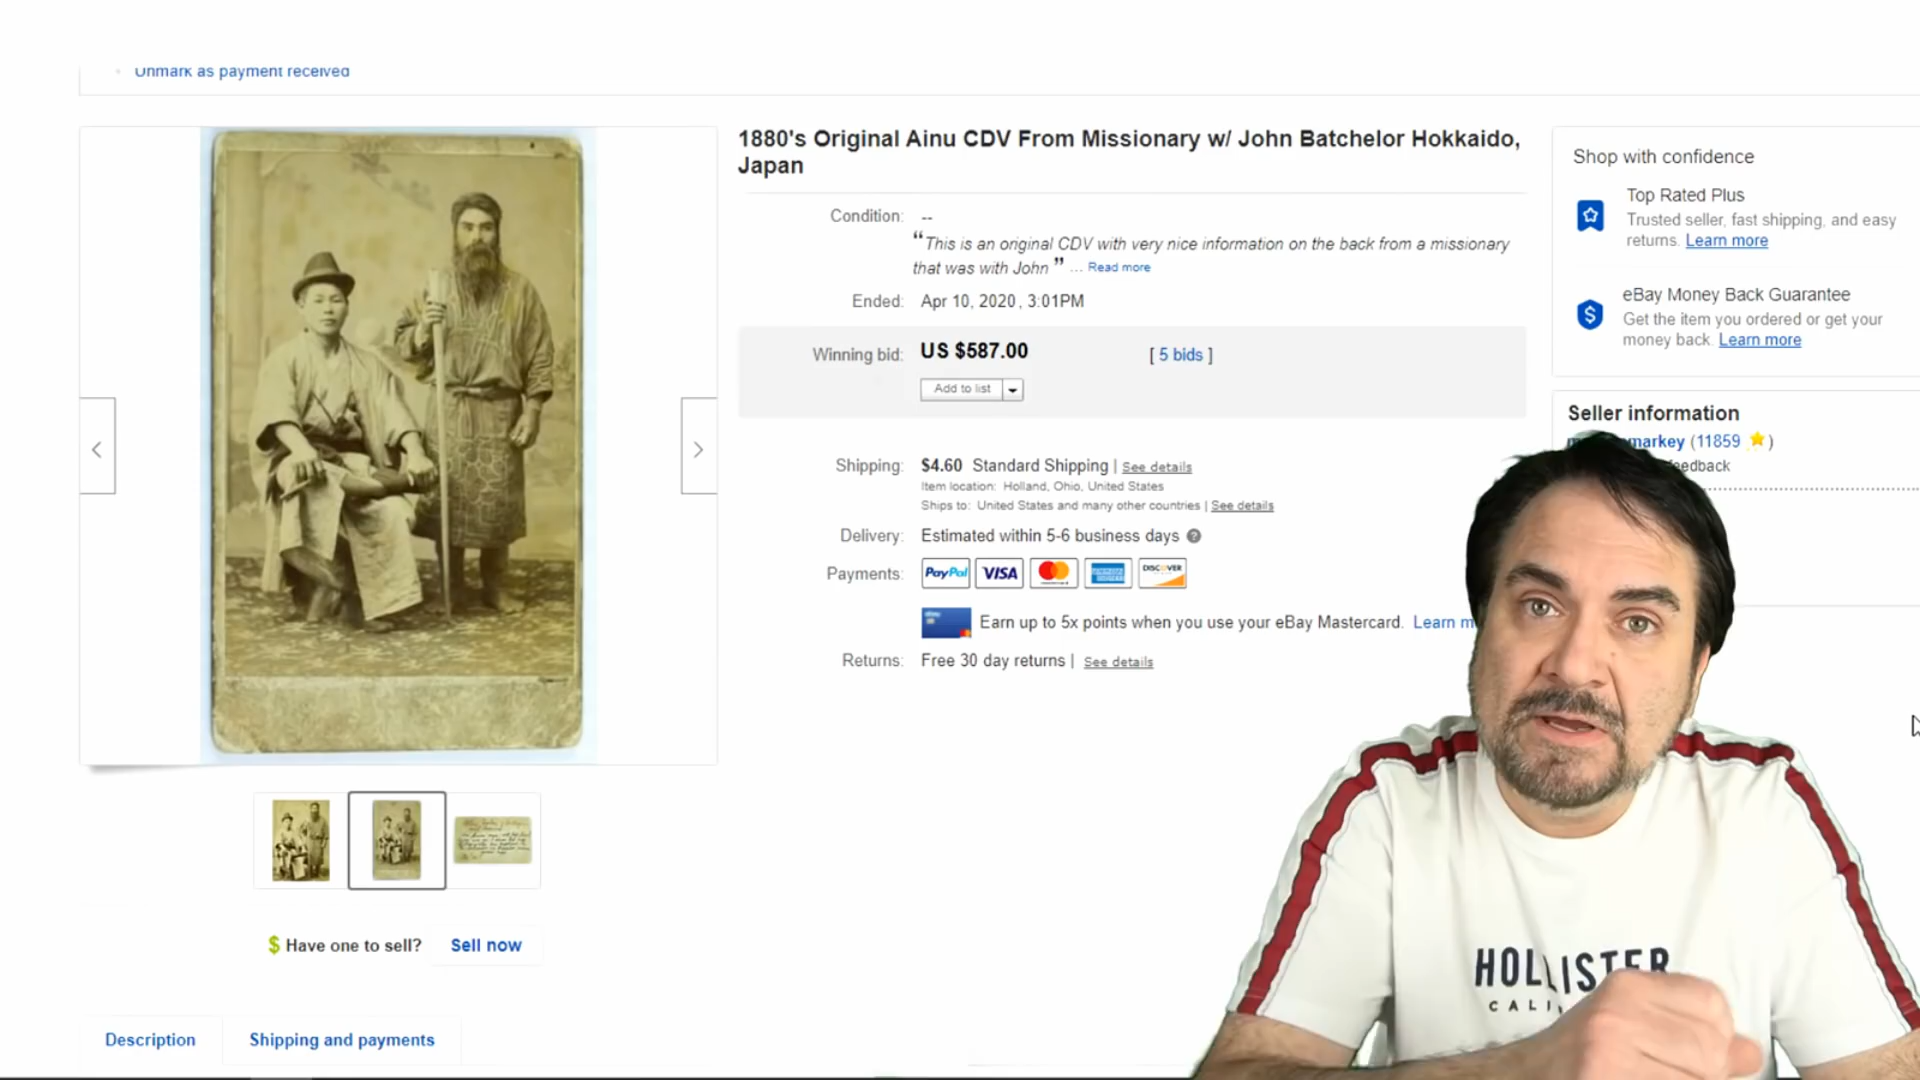 Unmark as payment received
1880's Original Ainu CDV From Missionary w/ John Batchelor Hokkaido,
Japan
Condition: --
“This is an original CDV with very nice information on the back from a missionary
that was with John ” ... Read more
Ended: Apr 10, 2020 , 3:01PM
Winning bid: US $587.00 [ 5 bids ]
Add to list
Shipping: $4.60 Standard Shipping | See details
Item location: Holland, Ohio, United States
Ships to: United States and many other countries | See details
Delivery: Estimated within 5-6 business days ?
Payments: PayPal VISA AMERICAN EXPRESS DISCOVER
Earn up to 5x points when you use your eBay Mastercard. Learn m
Returns: Free 30 day returns | See details
Shop with confidence
Top Rated Plus
Trusted seller, fast shipping, and easy
returns. Learn more
$
eBay Money Back Guarantee
Get the item you ordered or get your
money back. Learn more
Seller information
markey (11859 )
eedback
$ Have one to sell? Sell now
Description
Shipping and payments
HOLLISTER
CALI